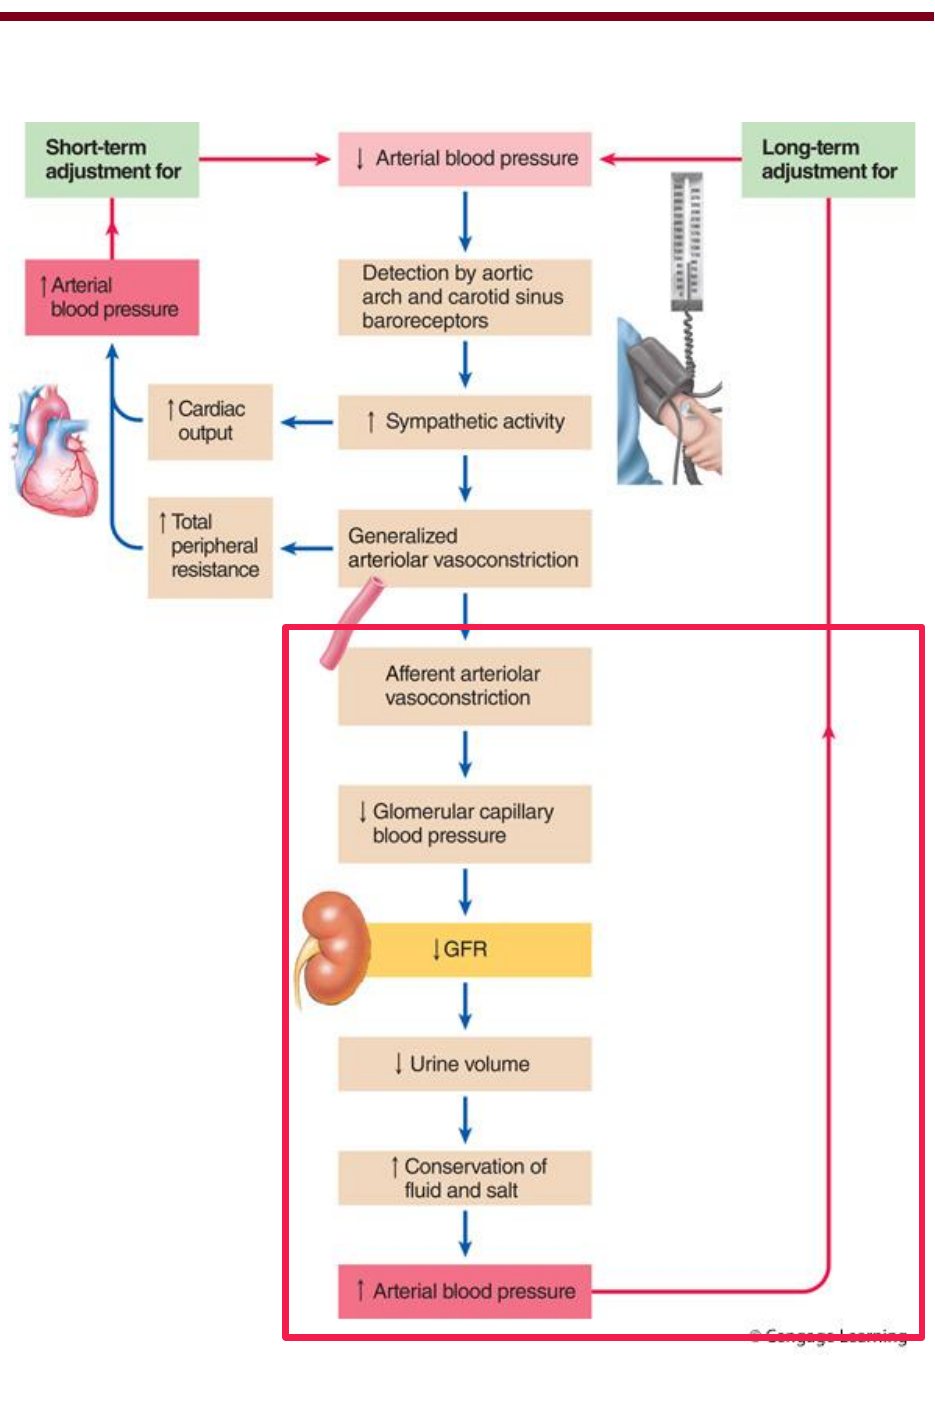 Short-term
adjustment for
↓ Arterial blood pressure
Long-term
adjustment for
↑ Arterial
blood pressure
Detection by aortic
arch and carotid sinus
baroreceptors
↑ Cardiac
output
↑ Sympathetic activity
↑ Total
peripheral
resistance
Generalized
arteriolar vasoconstriction
Afferent arteriolar
vasoconstriction
↓ Glomerular capillary
blood pressure
↓ GFR
↓ Urine volume
↑ Conservation of
fluid and salt
↑ Arterial blood pressure
© Cengage Learning